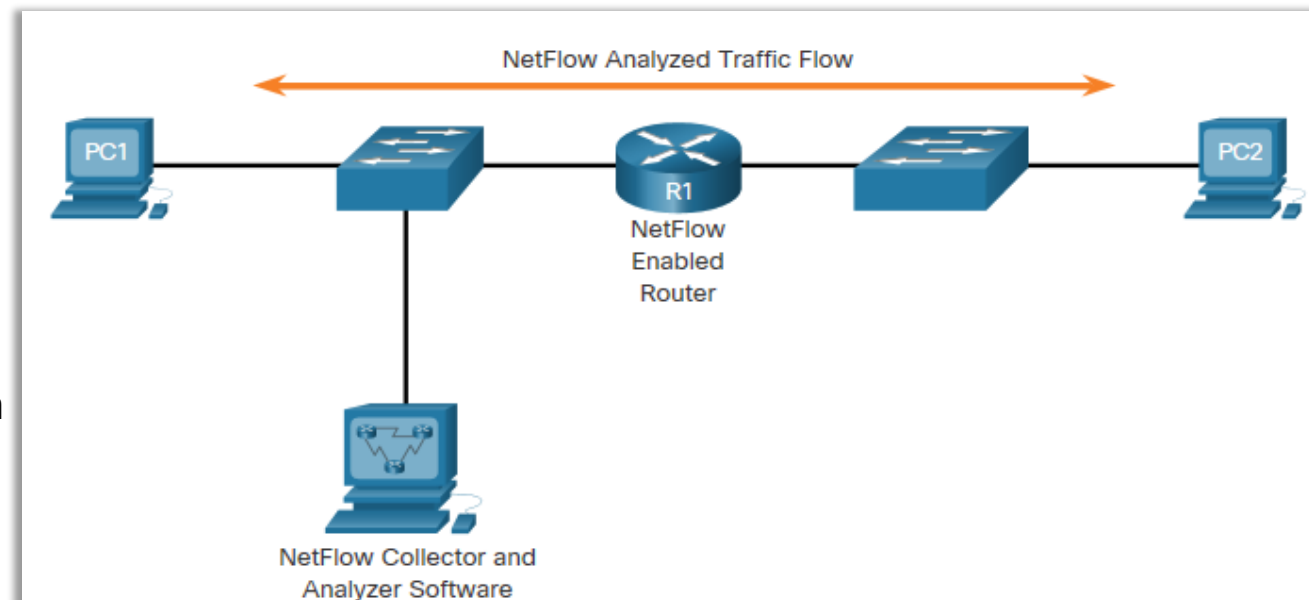 NetFlow Analyzed Traffic Flow
PC1
R1
PC2
NetFlow
Enabled
Router
NetFlow Collector and
Analyzer Software